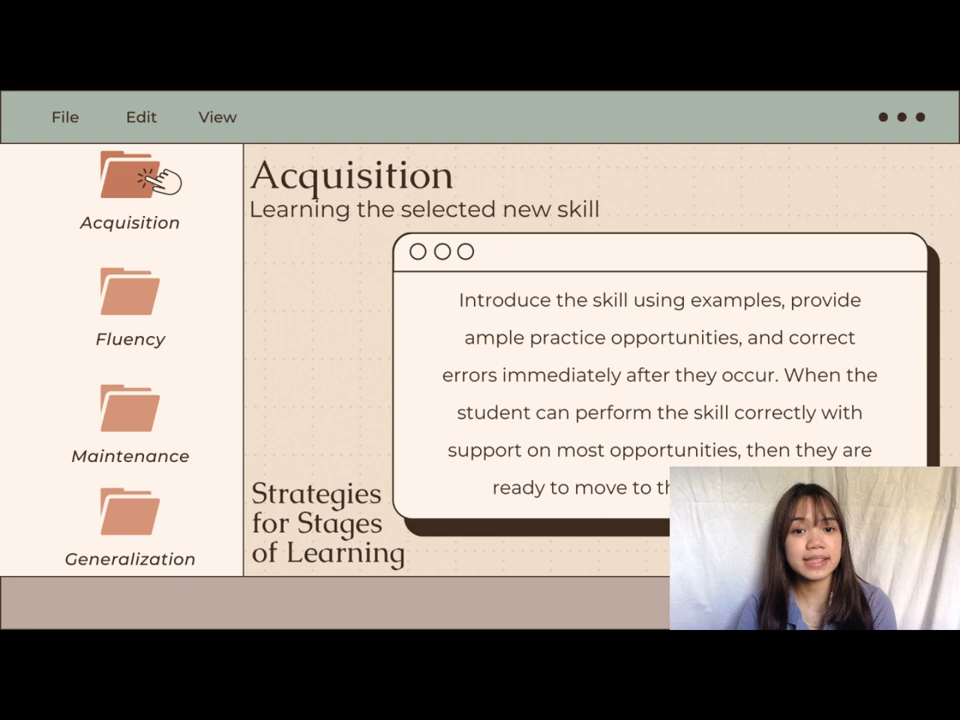 File Edit View
Acquisition
Fluency
Maintenance
Generalization
Acquisition
Learning the selected new skill
Introduce the skill using examples, provide
ample practice opportunities, and correct
errors immediately after they occur. When the
student can perform the skill correctly with
support on most opportunities, then they are
ready to move to
Strategies
for Stages
of Learning